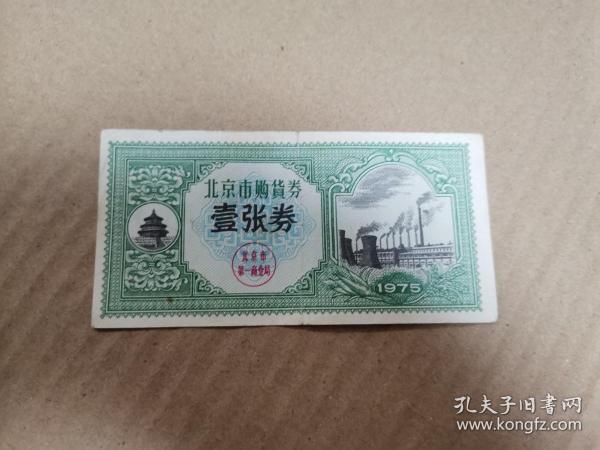 北京市购货券
壹张券
北京市
第一商业局
1975
孔夫子旧书网
www.kongfz.com